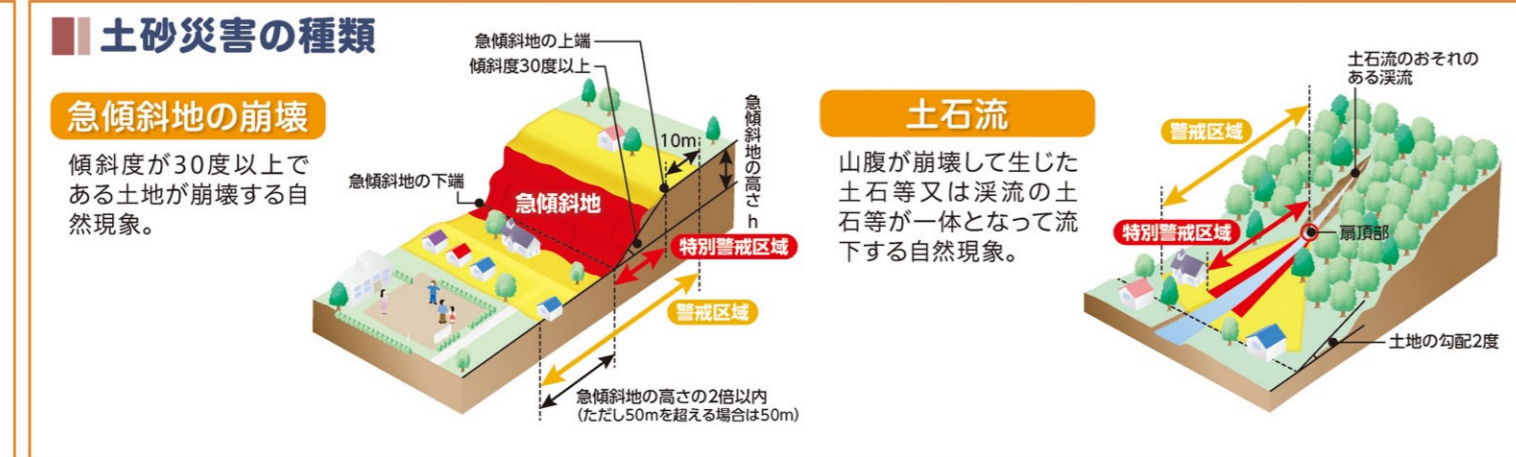 土砂災害の種類
急傾斜地の崩壊
傾斜度が30度以上で
ある土地が崩壊する自
然現象。
急傾斜地の上端
傾斜度30度以上
急傾斜地の高さh
10m
急傾斜地の下端
急傾斜地
特別警戒区域
警戒区域
急傾斜地の高さの2倍以内
(ただし50mを超える場合は50m)
土石流
山腹が崩壊して生じた
土石等又は渓流の土
石等が一体となって流
下する自然現象。
土石流のおそれの
ある渓流
警戒区域
特別警戒区域
扇頂部
土地の勾配2度